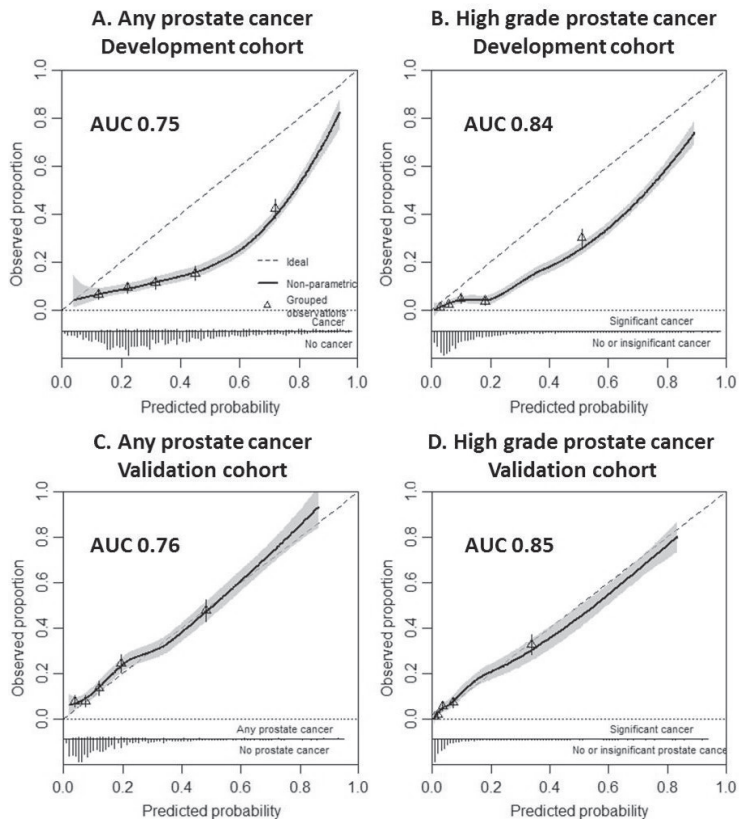 A. Any prostate cancer
Development cohort
AUC 0.75
Observed proportion
1.0
0.8
0.6
0.4
0.2
0.0
Ideal
Non-parametric
Grouped
observations
Cancer
No cancer
0.0 0.2 0.4 0.6 0.8 1.0
Predicted probability
B. High grade prostate cancer
Development cohort
AUC 0.84
Observed proportion
1.0
0.8
0.6
0.4
0.2
0.0
Significant cancer
No or insignificant cancer
0.0 0.2 0.4 0.6 0.8 1.0
Predicted probability
C. Any prostate cancer
Validation cohort
AUC 0.76
Observed proportion
1.0
0.8
0.6
0.4
0.2
0.0
Any prostate cancer
No prostate cancer
0.0 0.2 0.4 0.6 0.8 1.0
Predicted probability
D. High grade prostate cancer
Validation cohort
AUC 0.85
Observed proportion
1.0
0.8
0.6
0.4
0.2
0.0
Significant cancer
No or insignificant prostate cance
0.0 0.2 0.4 0.6 0.8 1.0
Predicted probability